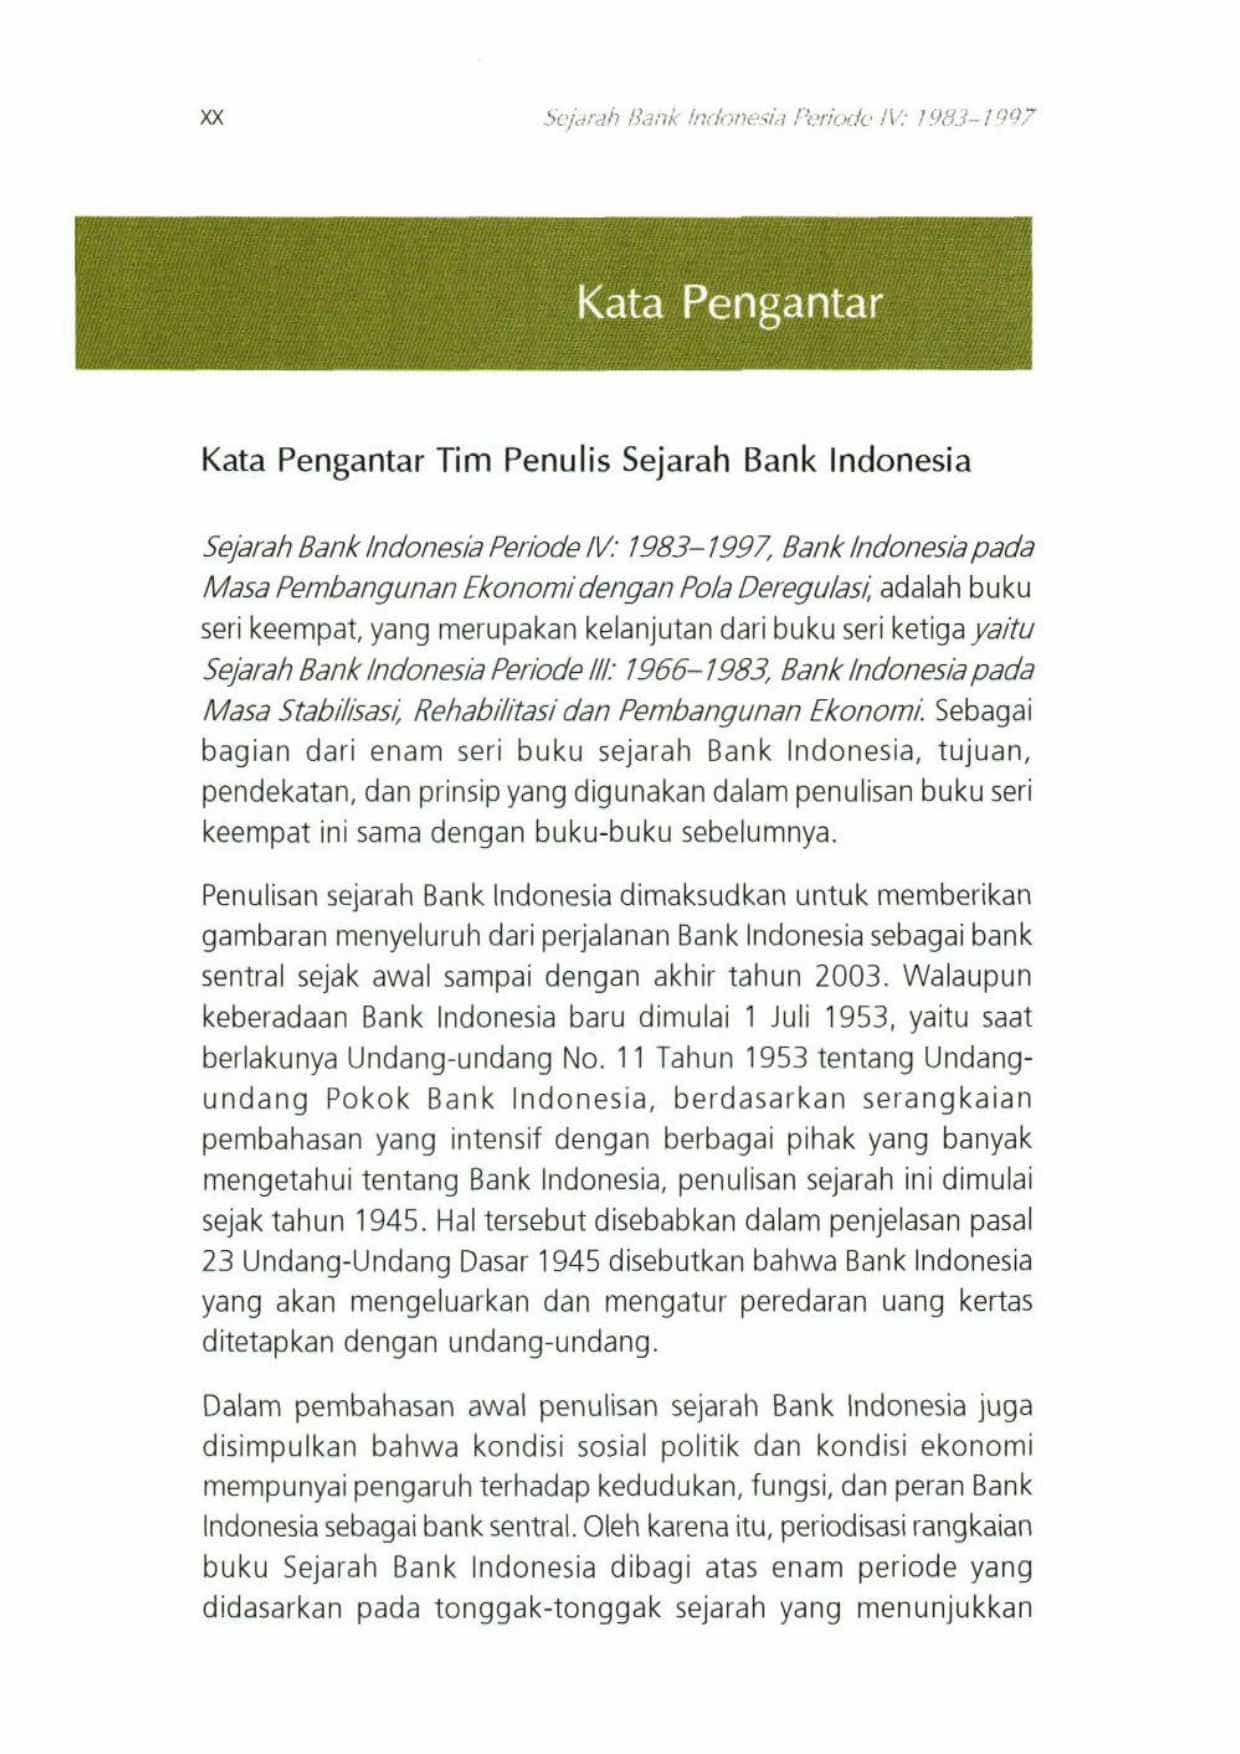 xx
Sejarah Bank Indonesia Periode IV: 1983–1997
Kata Pengantar
Kata Pengantar Tim Penulis Sejarah Bank Indonesia
Sejarah Bank Indonesia Periode IV: 1983–1997, Bank Indonesia pada
Masa Pembangunan Ekonomi dengan Pola Deregulasi, adalah buku
seri keempat, yang merupakan kelanjutan dari buku seri ketiga yaitu
Sejarah Bank Indonesia Periode III: 1966–1983, Bank Indonesia pada
Masa Stabilisasi, Rehabilitasi dan Pembangunan Ekonomi. Sebagai
bagian dari enam seri buku sejarah Bank Indonesia, tujuan,
pendekatan, dan prinsip yang digunakan dalam penulisan buku seri
keempat ini sama dengan buku-buku sebelumnya.
Penulisan sejarah Bank Indonesia dimaksudkan untuk memberikan
gambaran menyeluruh dari perjalanan Bank Indonesia sebagai bank
sentral sejak awal sampai dengan akhir tahun 2003. Walaupun
keberadaan Bank Indonesia baru dimulai 1 Juli 1953, yaitu saat
berlakunya Undang-undang No. 11 Tahun 1953 tentang Undang-
undang Pokok Bank Indonesia, berdasarkan serangkaian
pembahasan yang intensif dengan berbagai pihak yang banyak
mengetahui tentang Bank Indonesia, penulisan sejarah ini dimulai
sejak tahun 1945. Hal tersebut disebabkan dalam penjelasan pasal
23 Undang-Undang Dasar 1945 disebutkan bahwa Bank Indonesia
yang akan mengeluarkan dan mengatur peredaran uang kertas
ditetapkan dengan undang-undang.
Dalam pembahasan awal penulisan sejarah Bank Indonesia juga
disimpulkan bahwa kondisi sosial politik dan kondisi ekonomi
mempunyai pengaruh terhadap kedudukan, fungsi, dan peran Bank
Indonesia sebagai bank sentral. Oleh karena itu, periodisasi rangkaian
buku Sejarah Bank Indonesia dibagi atas enam periode yang
didasarkan pada tonggak-tonggak sejarah yang menunjukkan